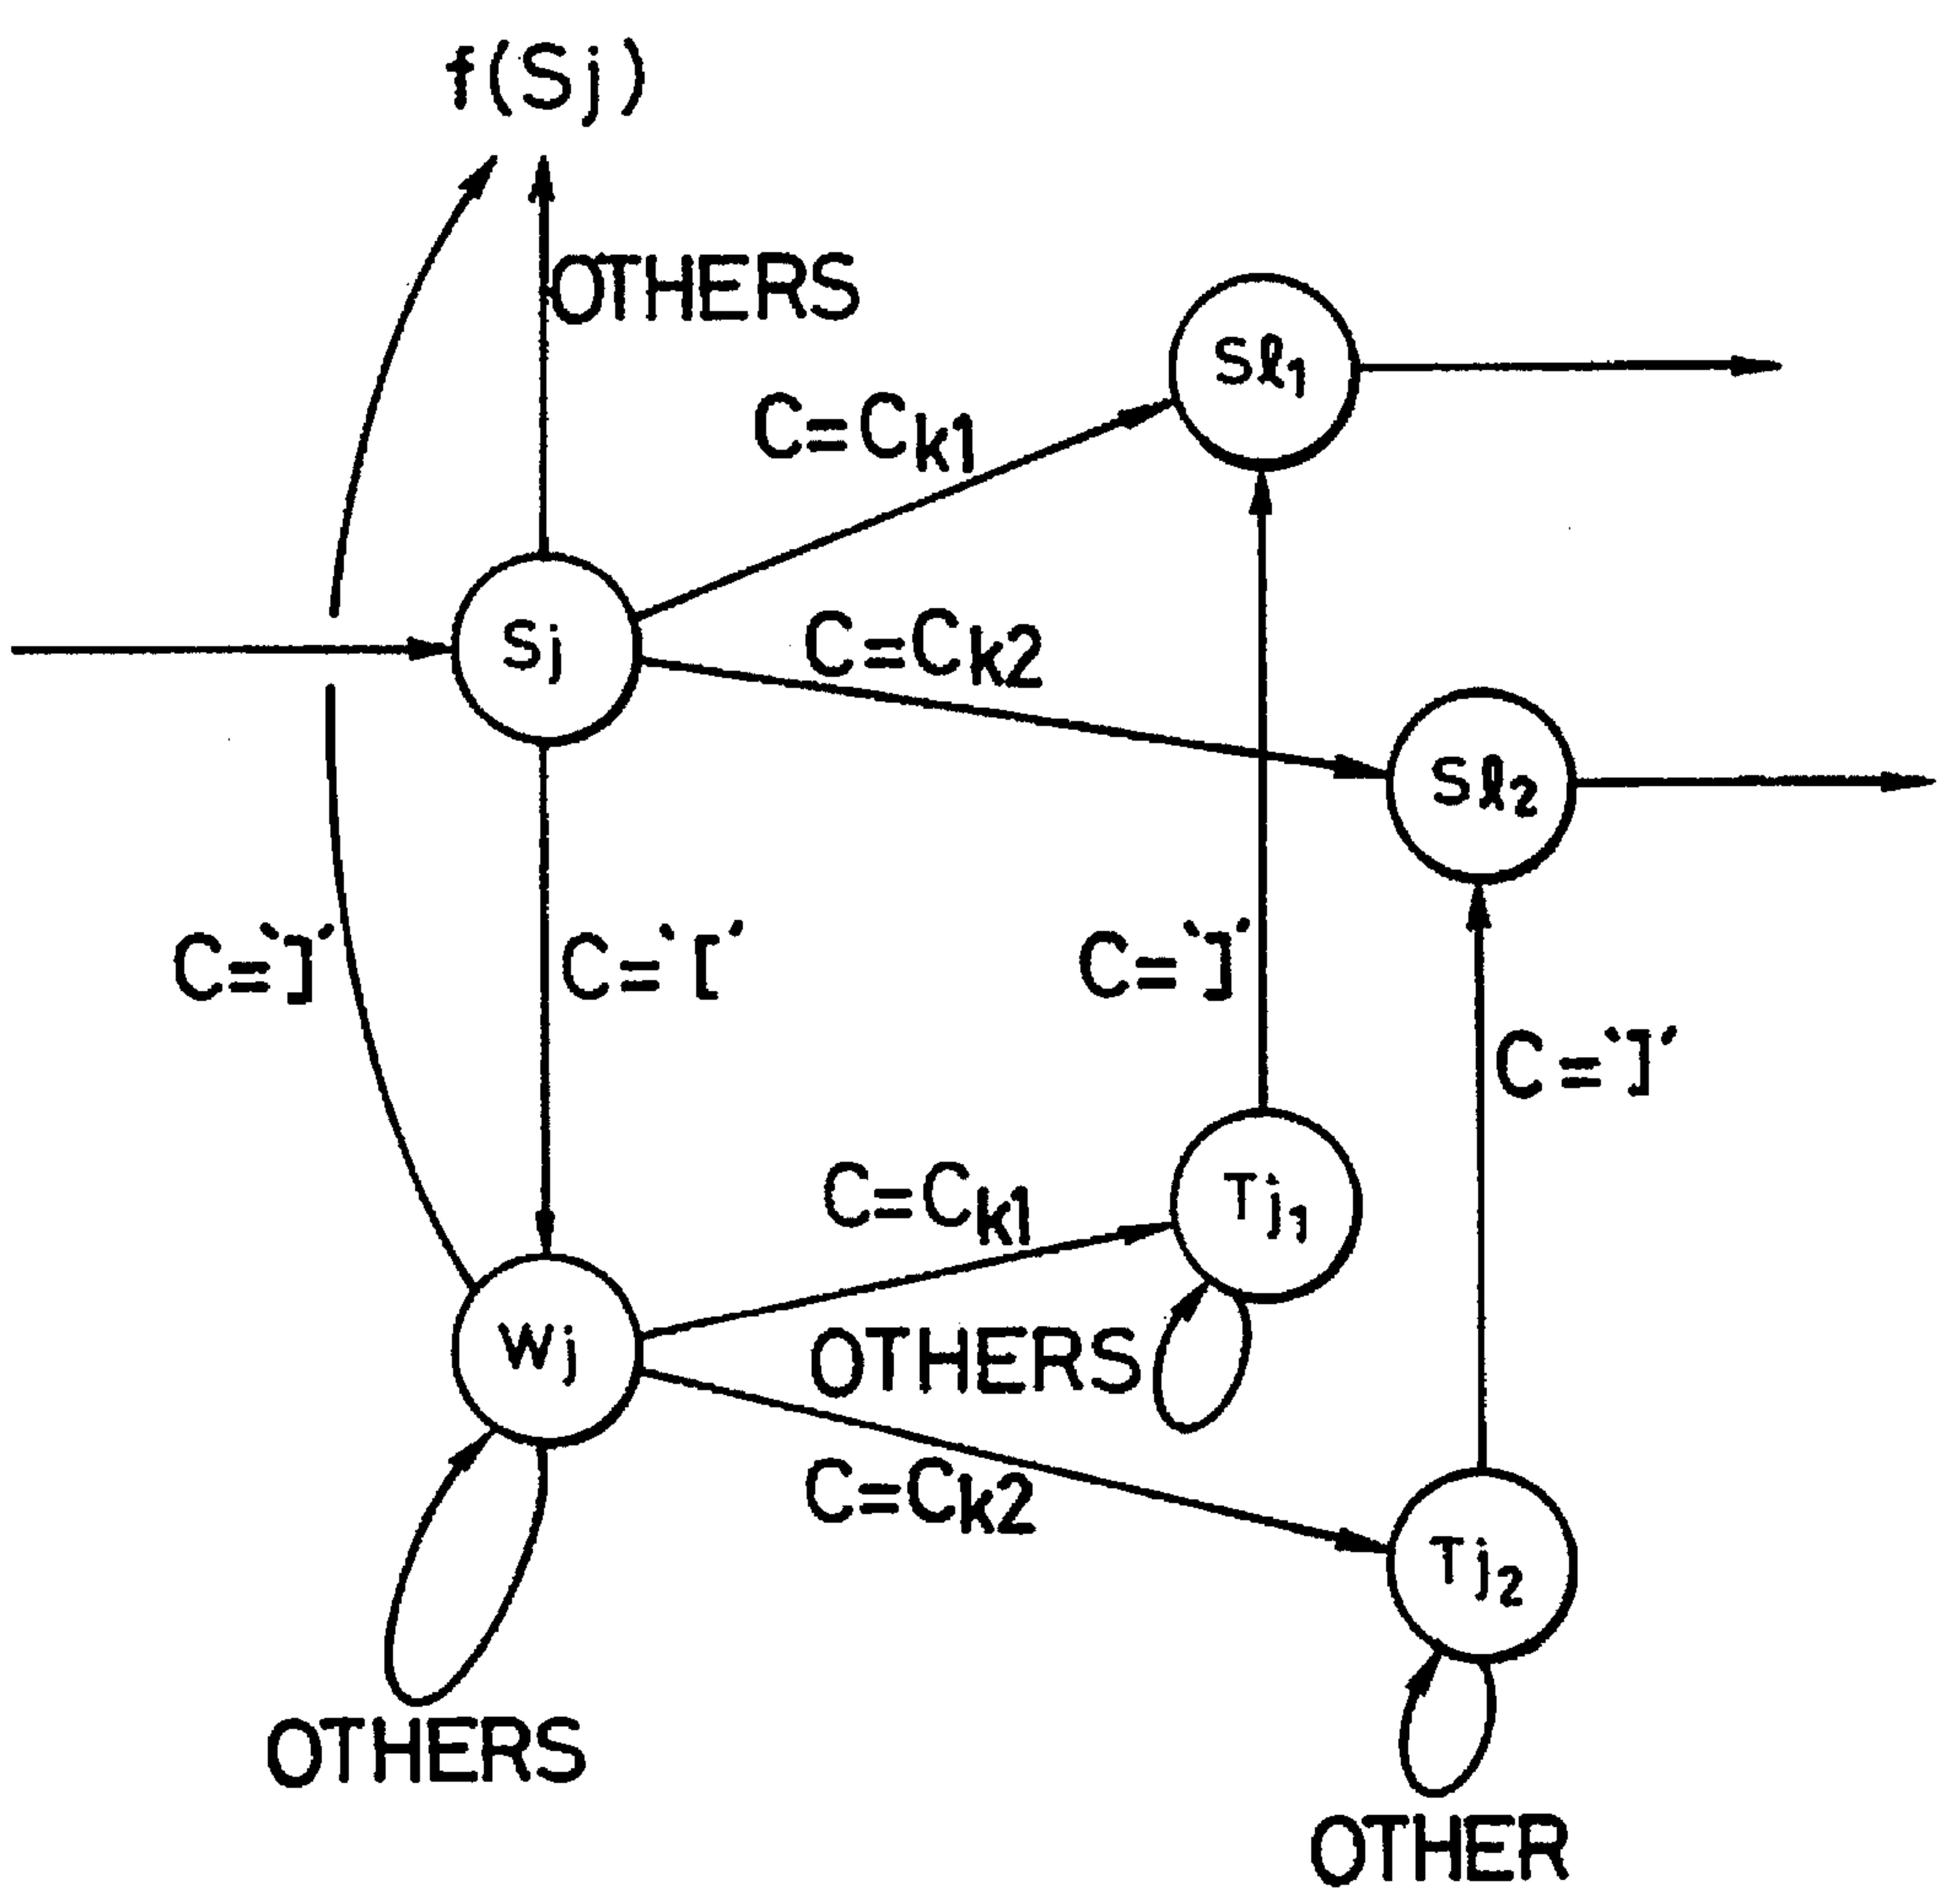 f(Sj)
OTHERS
Sℓ1
C=Ck1
Sj
C=Ck2
Sℓ2
C=`]´
C=`[´
C=`]´
C=`]´
C=Ck1
Tj1
Wj
OTHERS
C=Ck2
Tj2
OTHERS
OTHER